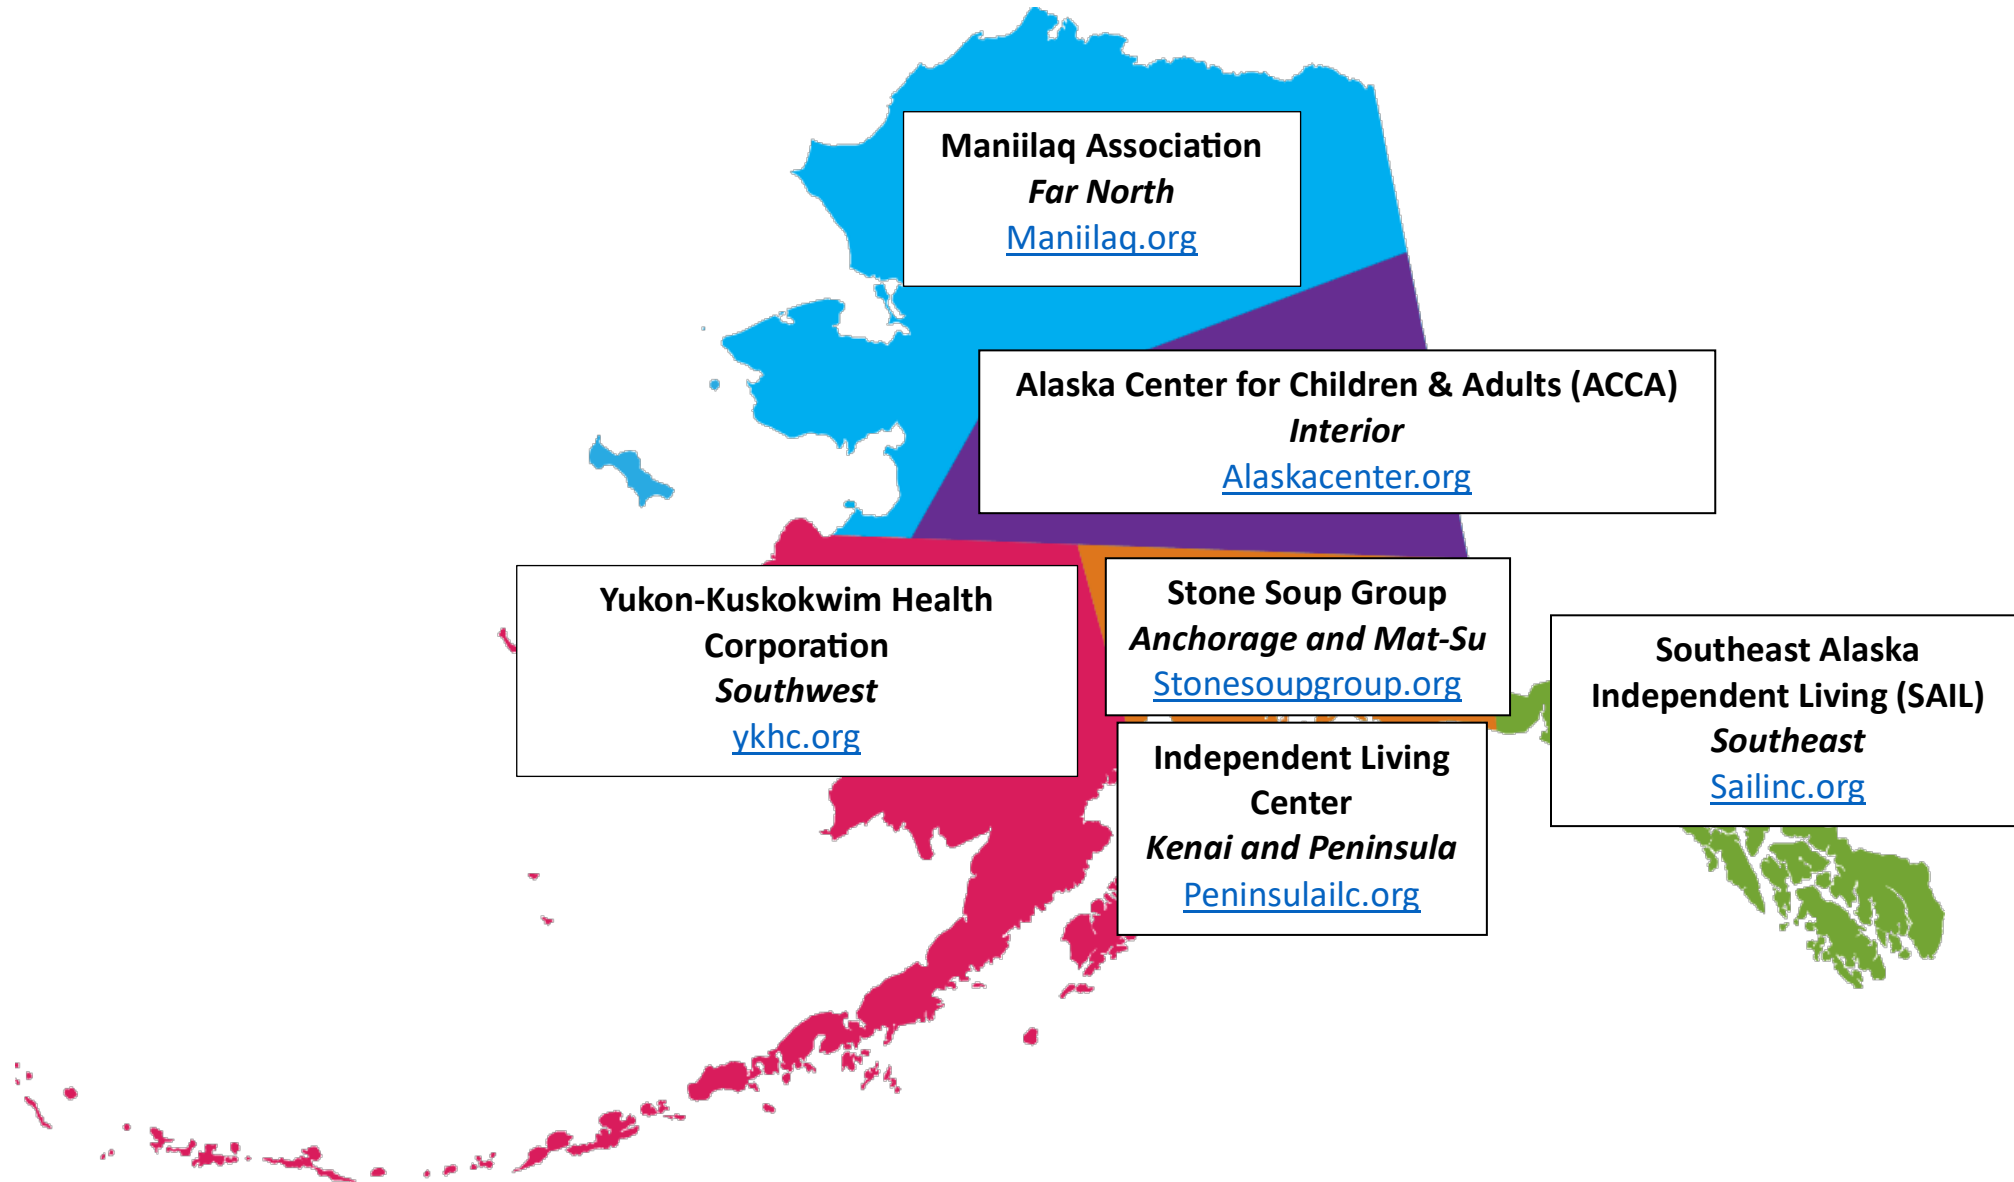 Maniilaq Association
Far North
Maniilaq.org
Alaska Center for Children & Adults (ACCA)
Interior
Alaskacenter.org
Yukon-Kuskokwim Health
Corporation
Southwest
ykhc.org
Stone Soup Group
Anchorage and Mat-Su
Stonesoupgroup.org
Southeast Alaska
Independent Living (SAIL)
Southeast
Sailinc.org
Independent Living
Center
Kenai and Peninsula
Peninsulailc.org